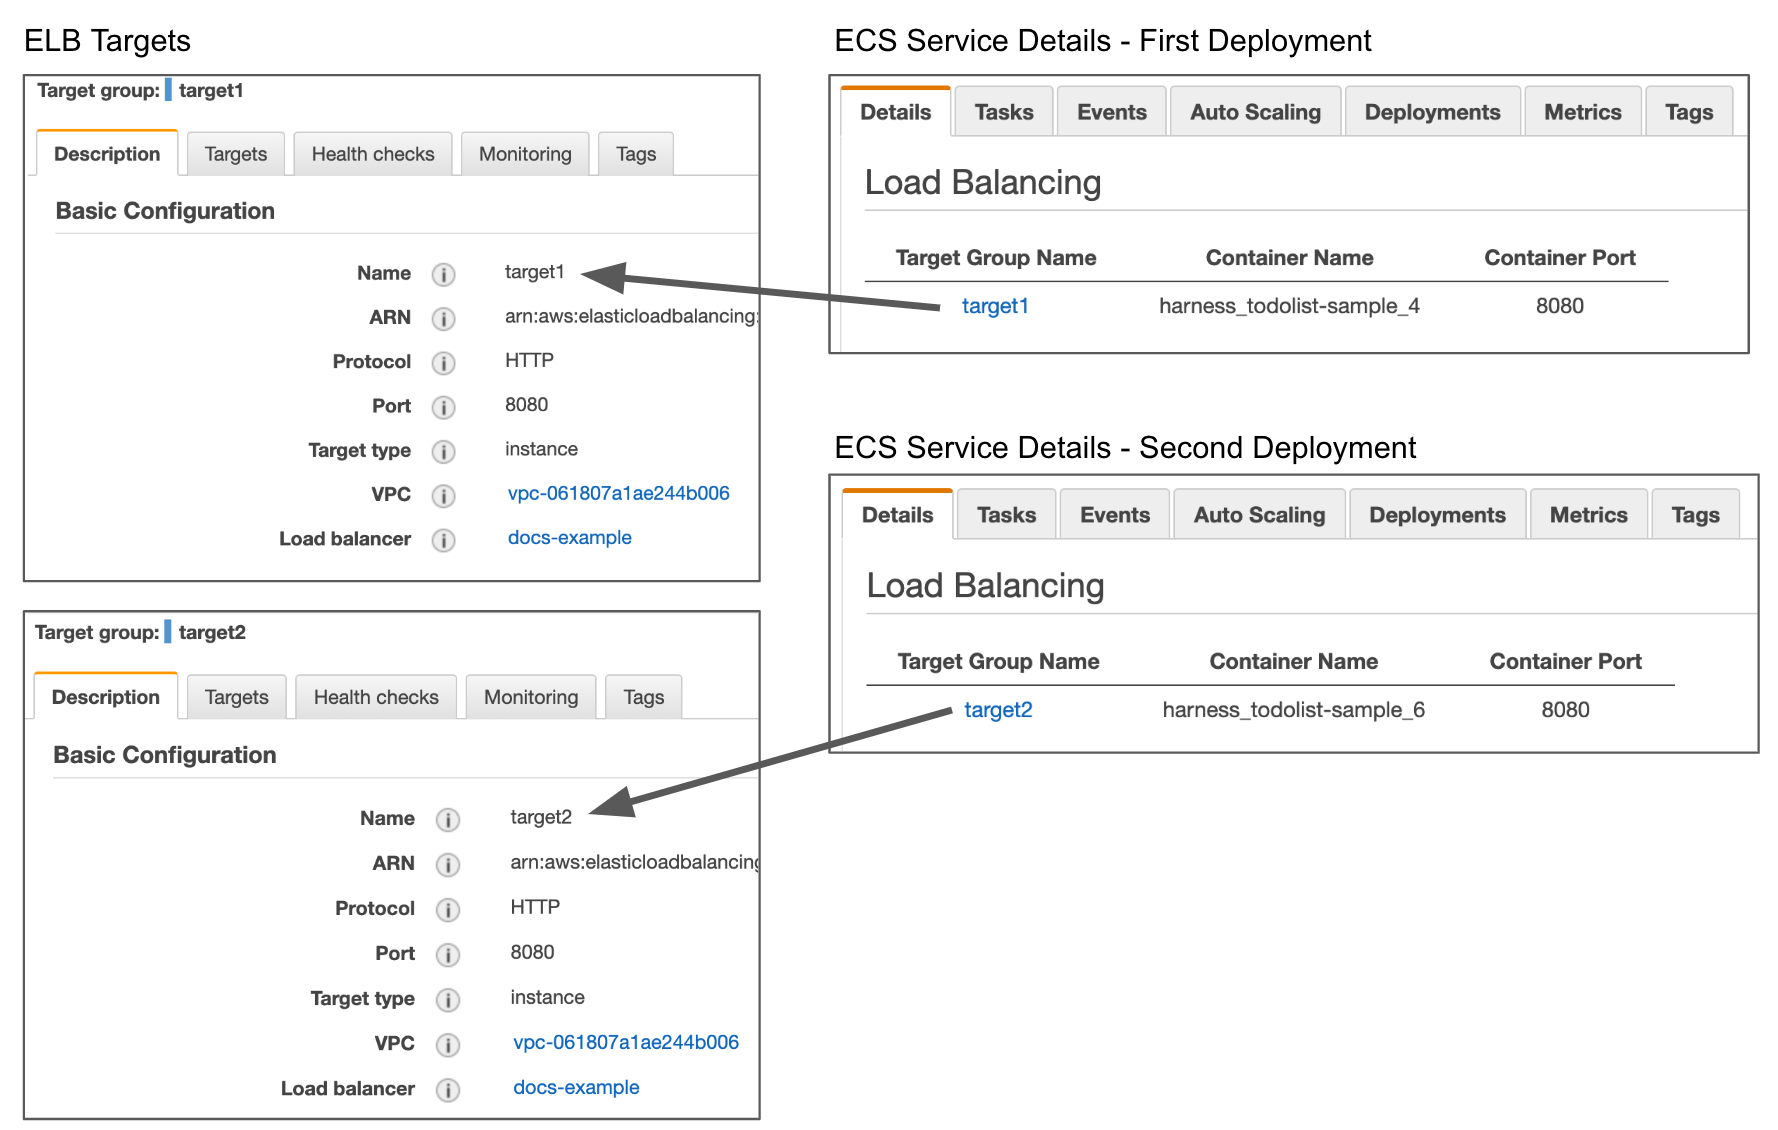 ELB Targets
Target group: target1
Description Targets Health checks Monitoring Tags
Basic Configuration
Name i target1
ARN i arn:aws:elasticloadbalancing:
Protocol i HTTP
Port i 8080
Target type i instance
VPC i vpc-061807a1ae244b006
Load balancer i docs-example
Target group: target2
Description Targets Health checks Monitoring Tags
Basic Configuration
Name i target2
ARN i arn:aws:elasticloadbalancing
Protocol i HTTP
Port i 8080
Target type i instance
VPC i vpc-061807a1ae244b006
Load balancer i docs-example
ECS Service Details - First Deployment
Details Tasks Events Auto Scaling Deployments Metrics Tags
Load Balancing
Target Group Name Container Name Container Port
target1 harness_todolist-sample_4 8080
ECS Service Details - Second Deployment
Details Tasks Events Auto Scaling Deployments Metrics Tags
Load Balancing
Target Group Name Container Name Container Port
target2 harness_todolist-sample_6 8080